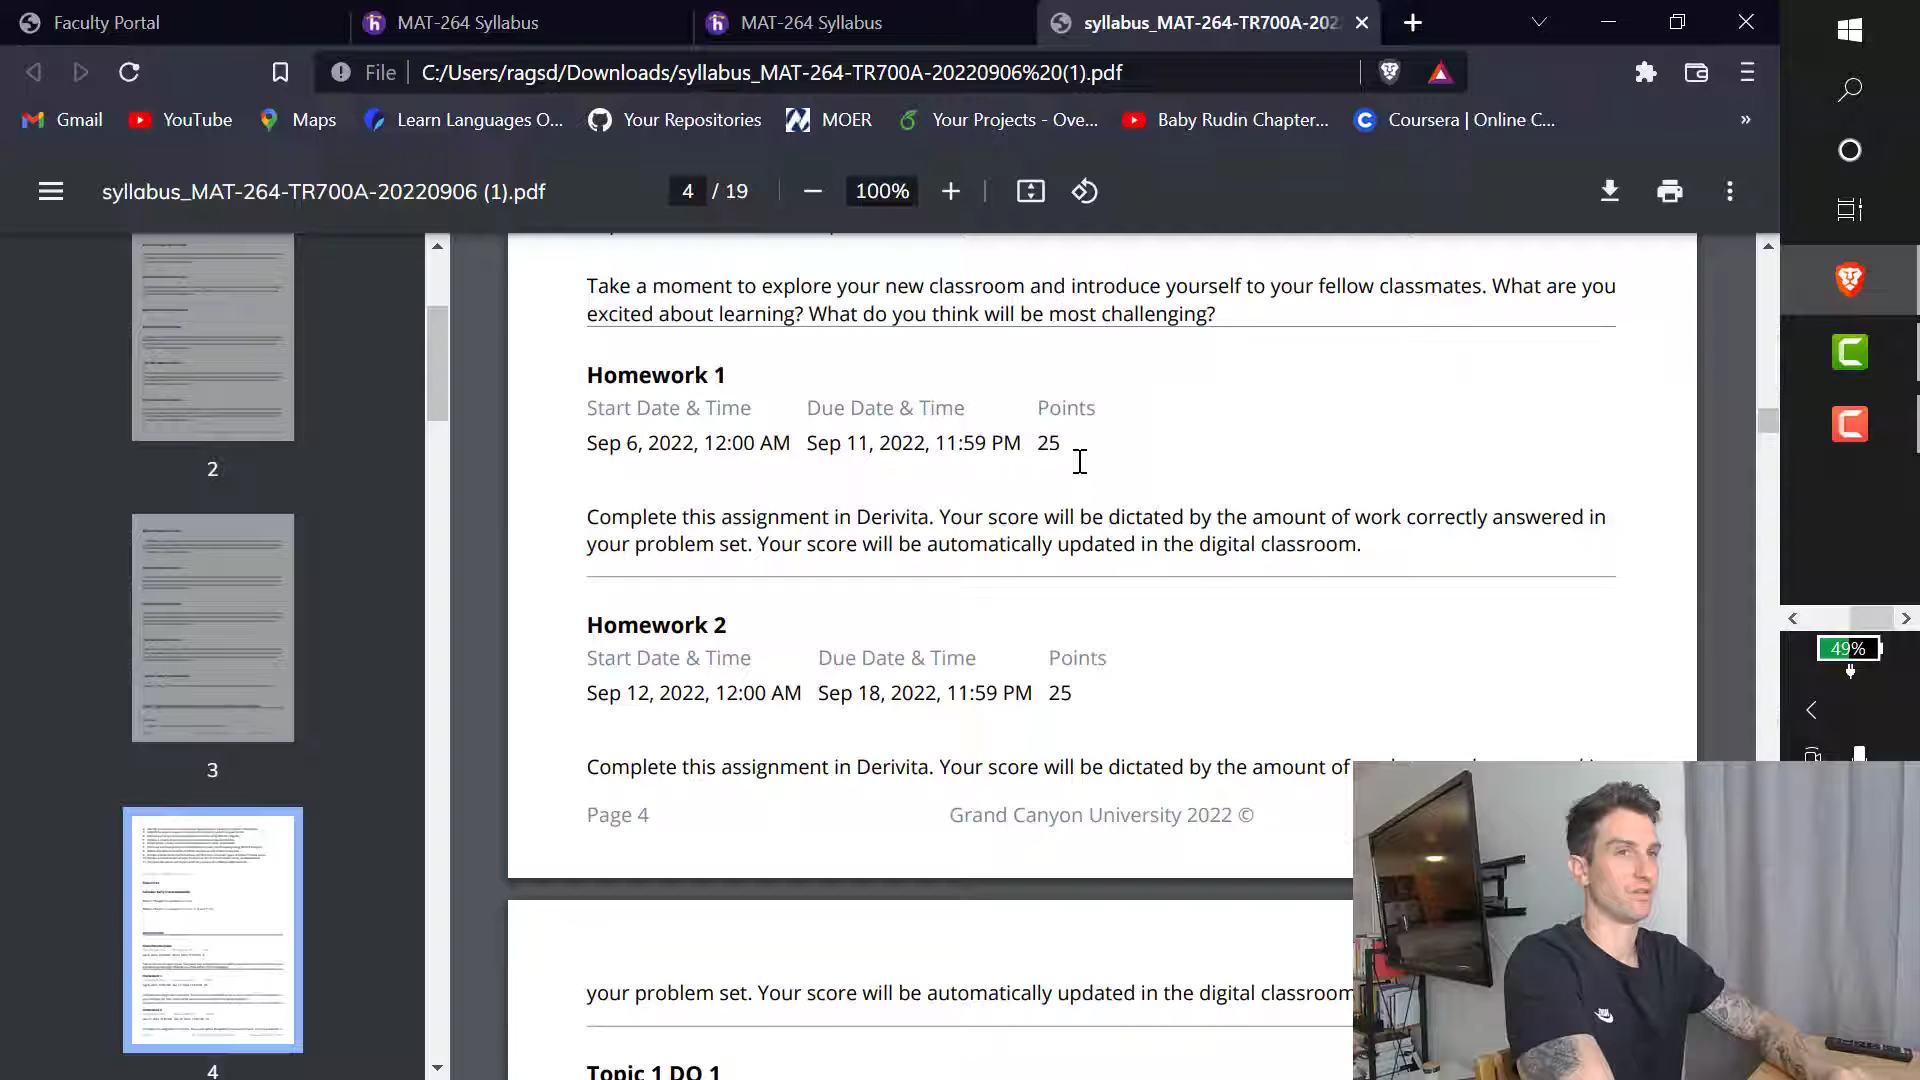 Faculty Portal
MAT-264 Syllabus
MAT-264 Syllabus
syllabus_MAT-264-TR700A-202
File
C:/Users/ragsd/Downloads/syllabus_MAT-264-TR700A-20220906%20(1).pdf
Gmail
YouTube
Maps
Learn Languages O...
Your Repositories
MOER
Your Projects - Ove...
Baby Rudin Chapter...
Coursera | Online C...
»
syllabus_MAT-264-TR700A-20220906 (1).pdf
4 / 19
100%
2
3
4
Take a moment to explore your new classroom and introduce yourself to your fellow classmates. What are you
excited about learning? What do you think will be most challenging?
Homework 1
Start Date & Time Due Date & Time Points
Sep 6, 2022, 12:00 AM Sep 11, 2022, 11:59 PM 25
Complete this assignment in Derivita. Your score will be dictated by the amount of work correctly answered in
your problem set. Your score will be automatically updated in the digital classroom.
Homework 2
Start Date & Time Due Date & Time Points
Sep 12, 2022, 12:00 AM Sep 18, 2022, 11:59 PM 25
Complete this assignment in Derivita. Your score will be dictated by the amount of
Page 4 Grand Canyon University 2022 ©
your problem set. Your score will be automatically updated in the digital classroom
Topic 1 DO 1
49%